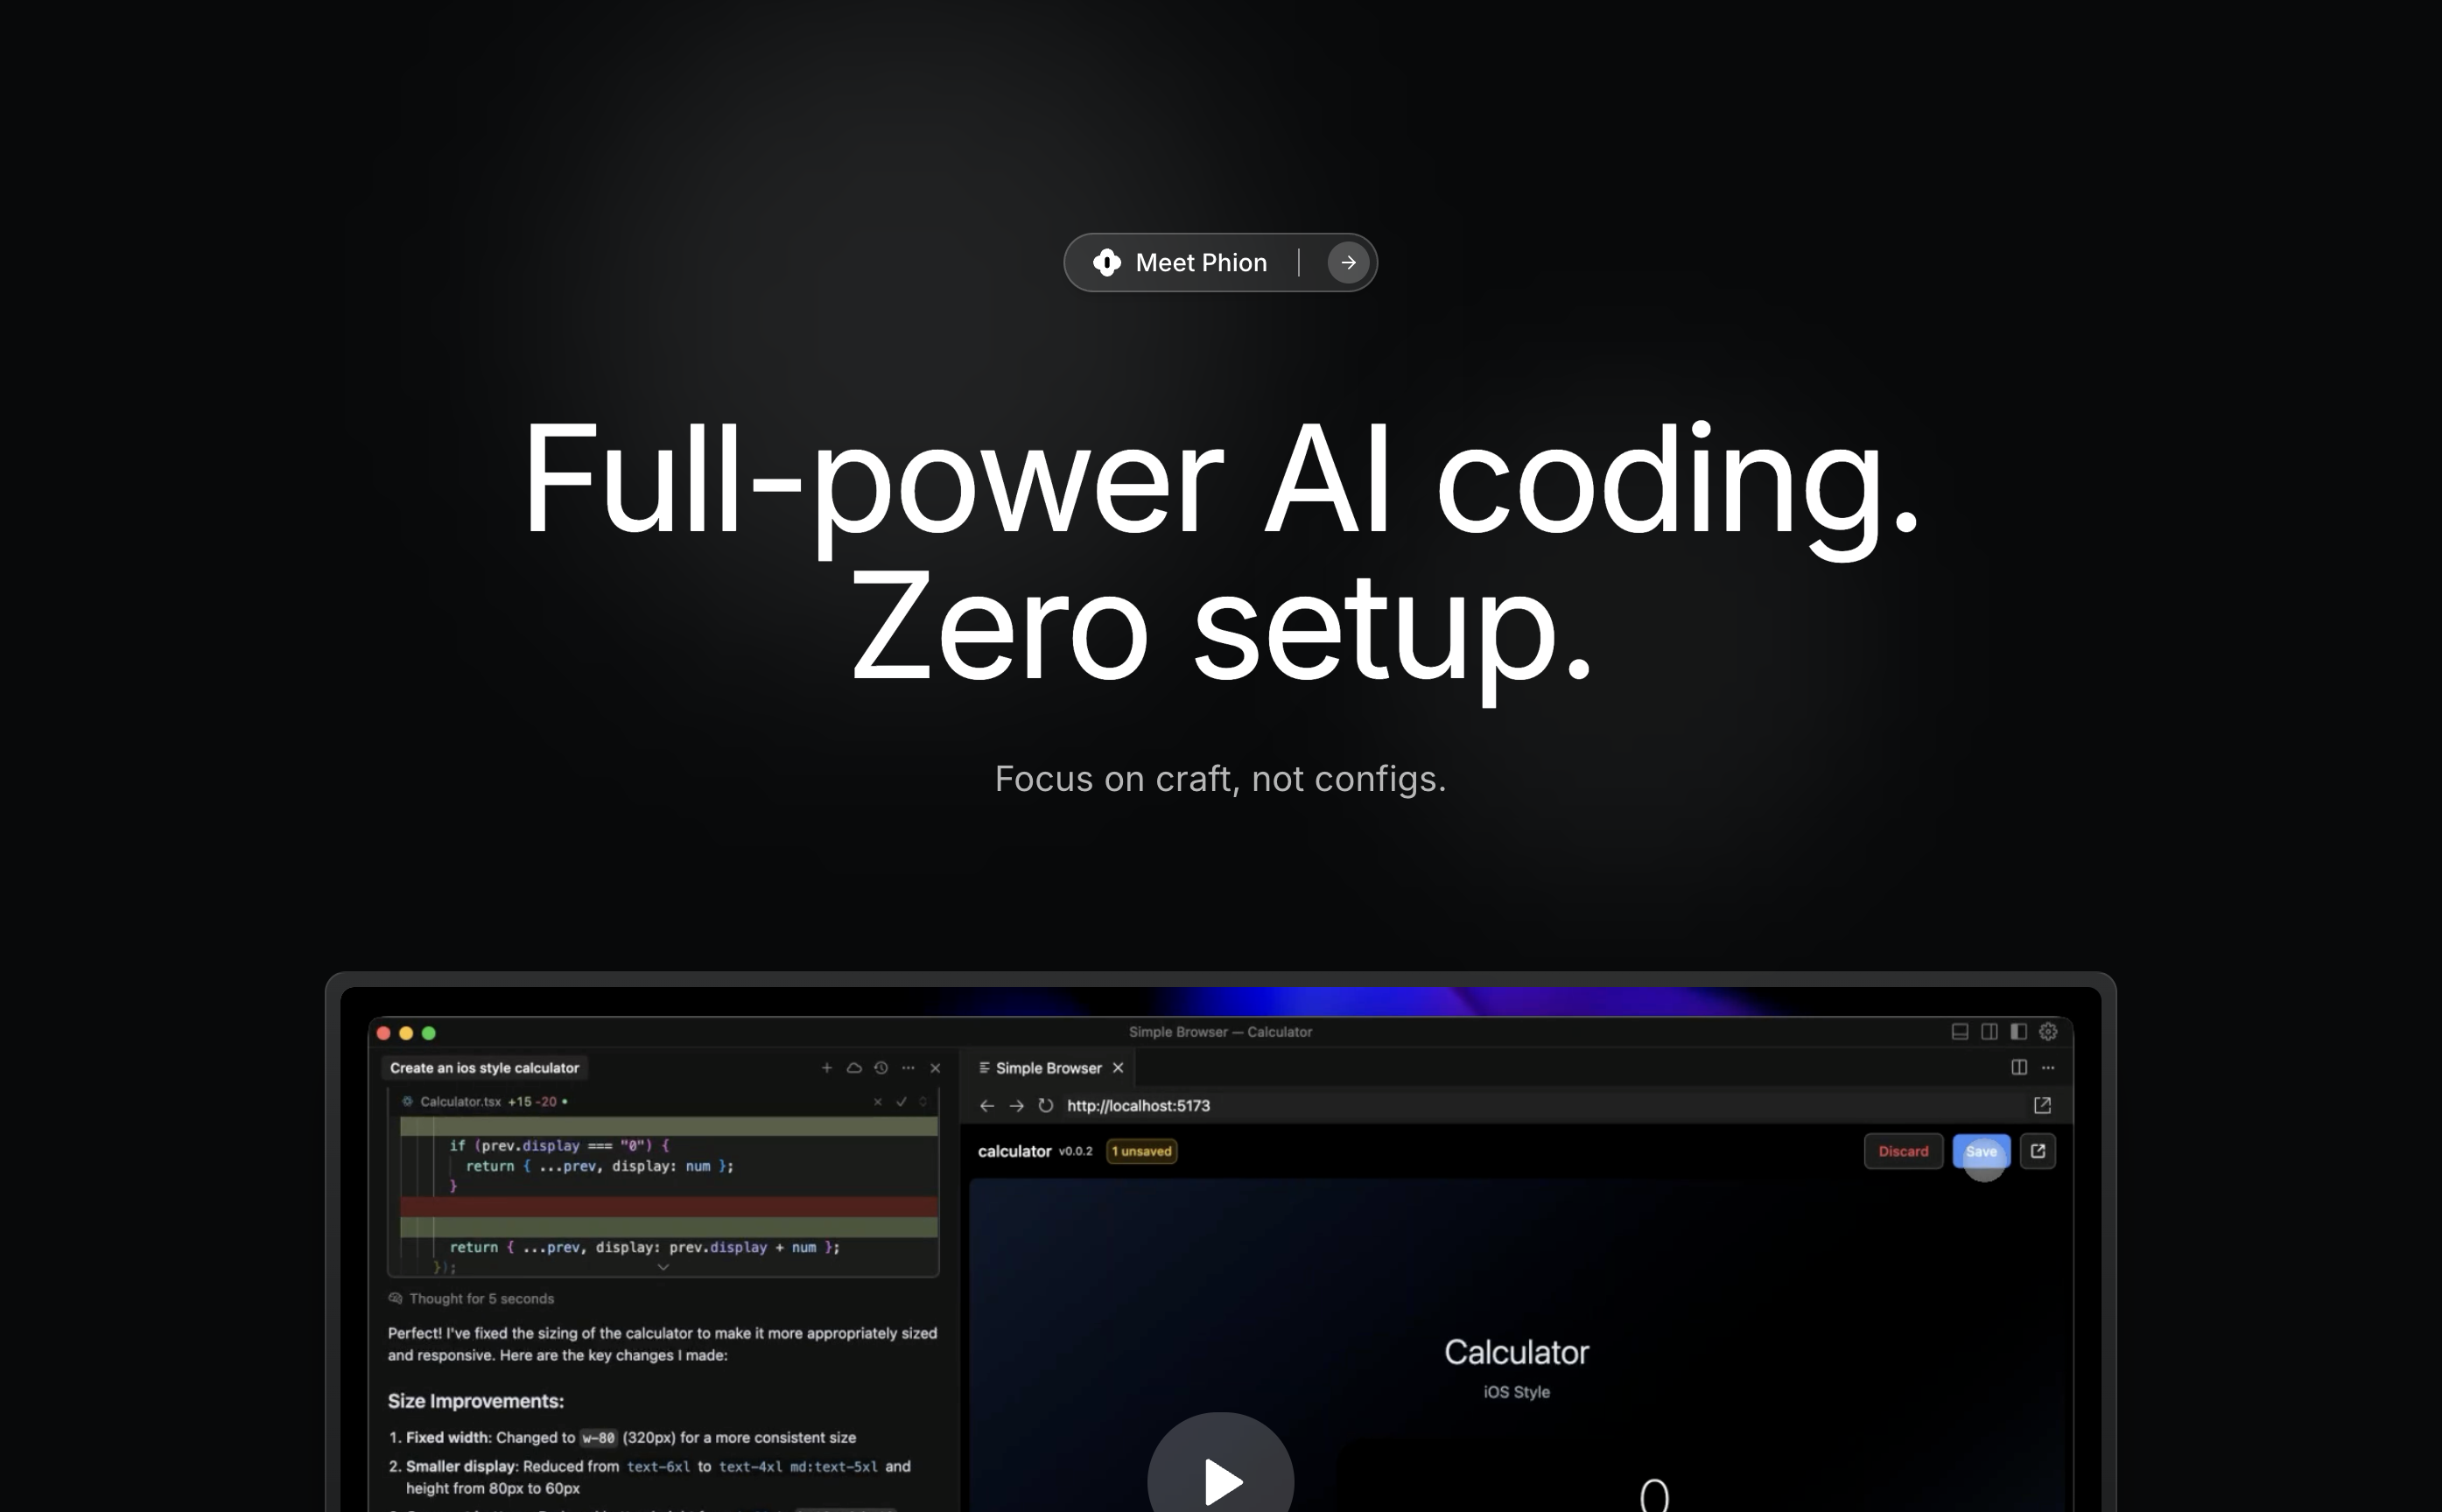 Meet Phion
Full-power AI coding.
Zero setup.
Focus on craft, not configs.
Simple Browser — Calculator
Create an ios style calculator
Calculator.tsx +15 -20
if (prev.display === "0") {
return { ...prev, display: num };
}
return { ...prev, display: prev.display + num };
});
Thought for 5 seconds
Perfect! I've fixed the sizing of the calculator to make it more appropriately sized
and responsive. Here are the key changes I made:
Size Improvements:
1. Fixed width: Changed to w-80 (320px) for a more consistent size
2. Smaller display: Reduced from text-6xl to text-4xl md:text-5xl and
height from 80px to 60px
Simple Browser
http://localhost:5173
calculator v0.0.2 1 unsaved
Discard
Save
Calculator
iOS Style
0